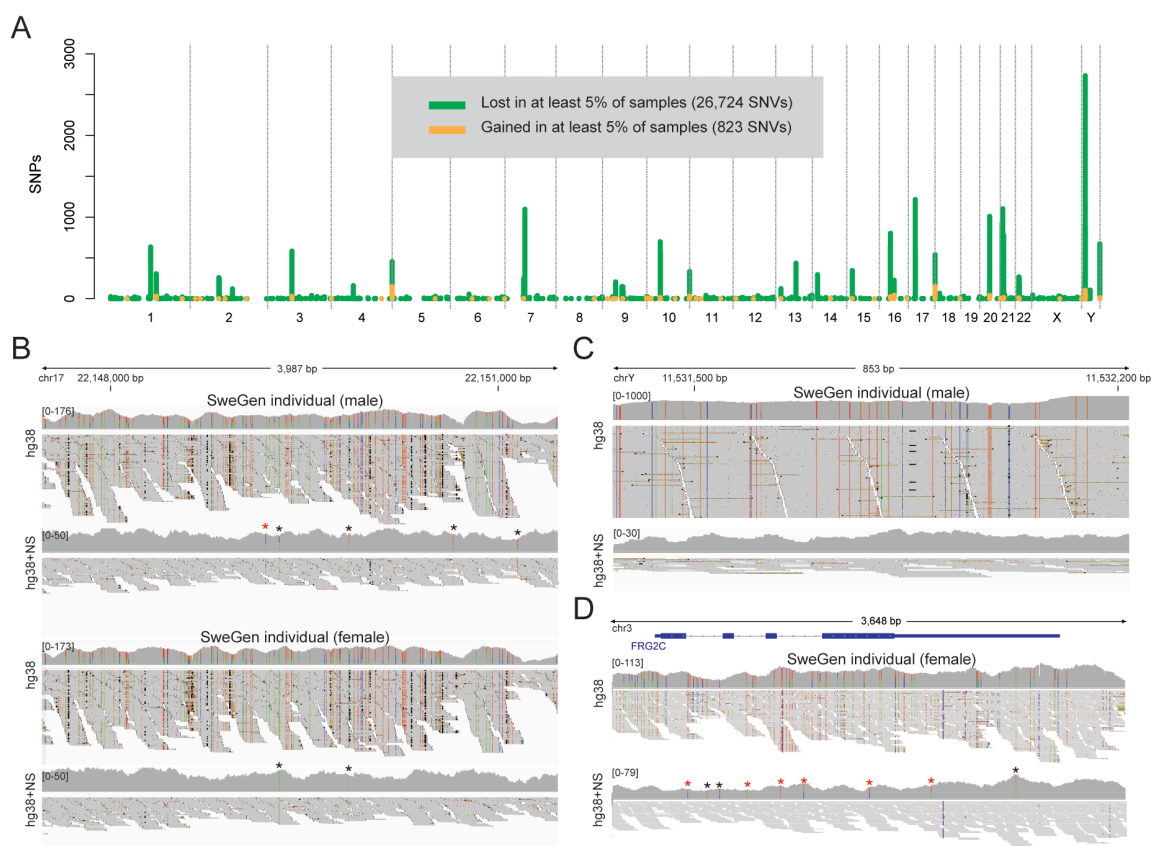 A
3000
2000
1000
0
SNPs
Lost in at least 5% of samples (26,724 SNVs)
Gained in at least 5% of samples (823 SNVs)
1 2 3 4 5 6 7 8 9 10 11 12 13 14 15 16 17 18 19 20 21 22 X Y
B
3,987 bp
chr17 22,148,000 bp 22,151,000 bp
SweGen individual (male)
[0-176]
hg38
* * * * *
[0-50]
hg38+NS
SweGen individual (female)
[0-173]
hg38
* *
[0-50]
hg38+NS
C
853 bp
chrY 11,531,500 bp 11,532,200 bp
SweGen individual (male)
[0-1000]
hg38
[0-30]
hg38+NS
D
3,648 bp
chr3
FRG2C
SweGen individual (female)
[0-113]
hg38
[0-79]
* * * * * * * * *
hg38+NS